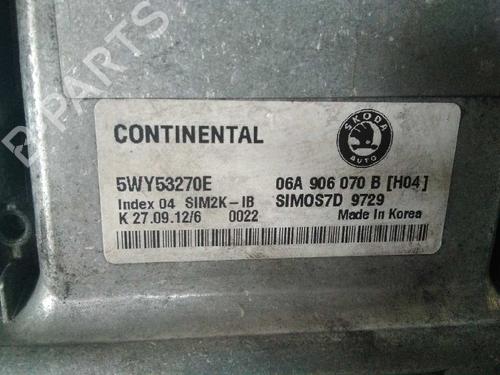 B-PARTS
CONTINENTAL
SKODA
AUTO
5WY53270E 06A 906 070 B [H04]
Index 04 SIM2K-IB SIMOS7D 9729
K 27.09.12/6 0022 Made in Korea